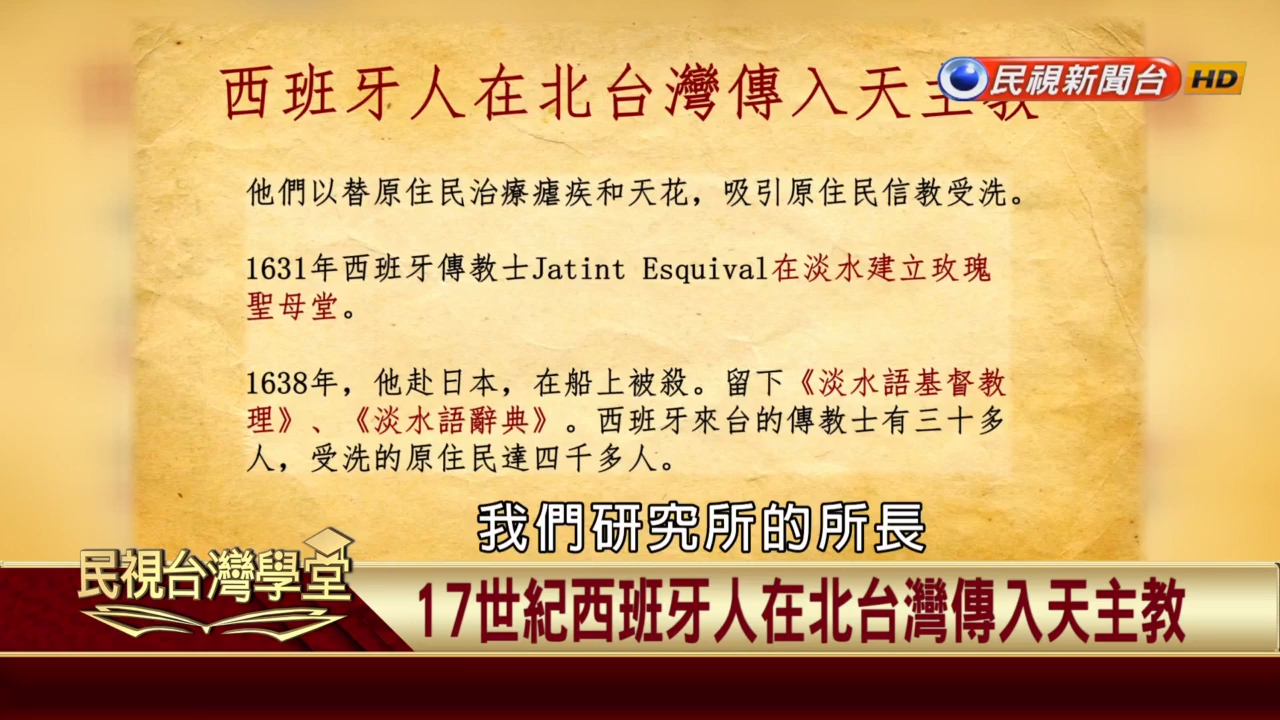 西班牙人在北台灣傳入天主教
民視新聞台 HD
他們以替原住民治療瘧疾和天花，吸引原住民信教受洗。
1631年西班牙傳教士Jatint Esquival在淡水建立玫瑰
聖母堂。
1638年，他赴日本，在船上被殺。留下《淡水語基督教
理》、《淡水語辭典》。西班牙來台的傳教士有三十多
人，受洗的原住民達四千多人。
我們研究所的所長
民視台灣學堂
17世紀西班牙人在北台灣傳入天主教